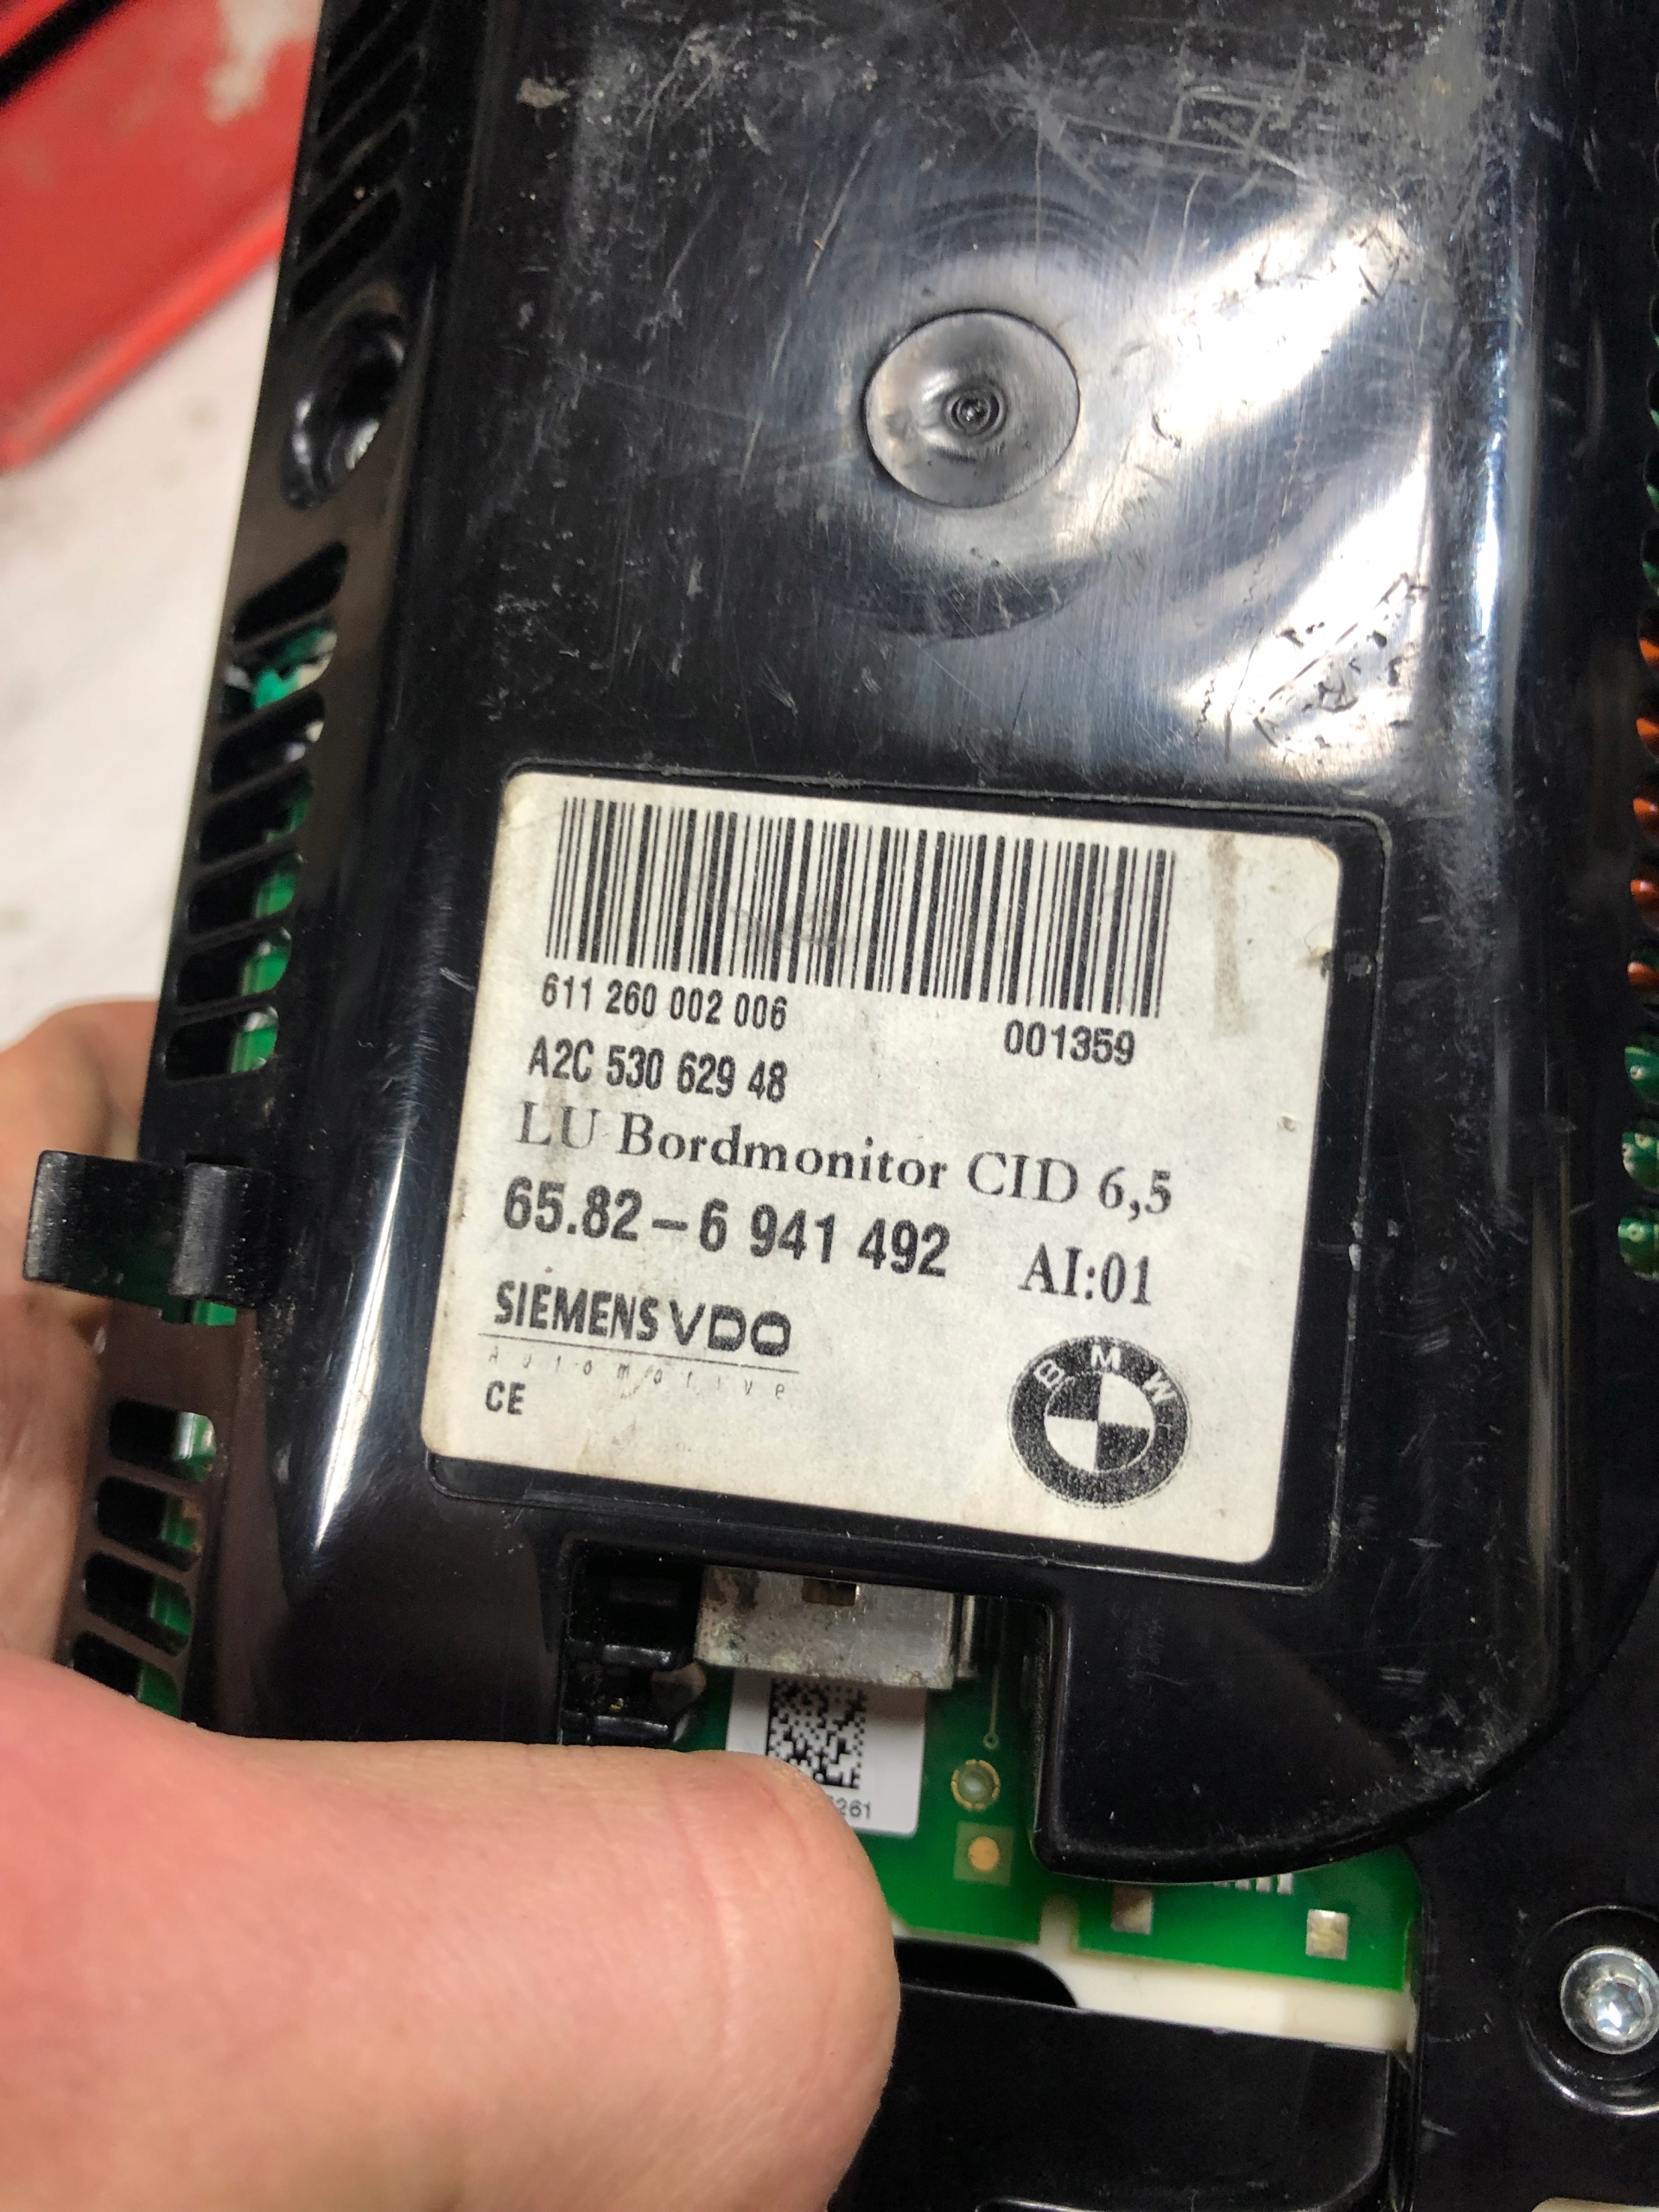 611 260 002 006
001359
A2C 530 629 48
LU Bordmonitor CID 6,5
65.82-6 941 492 AI:01
SIEMENS VDO
Automotive
CE
BMW